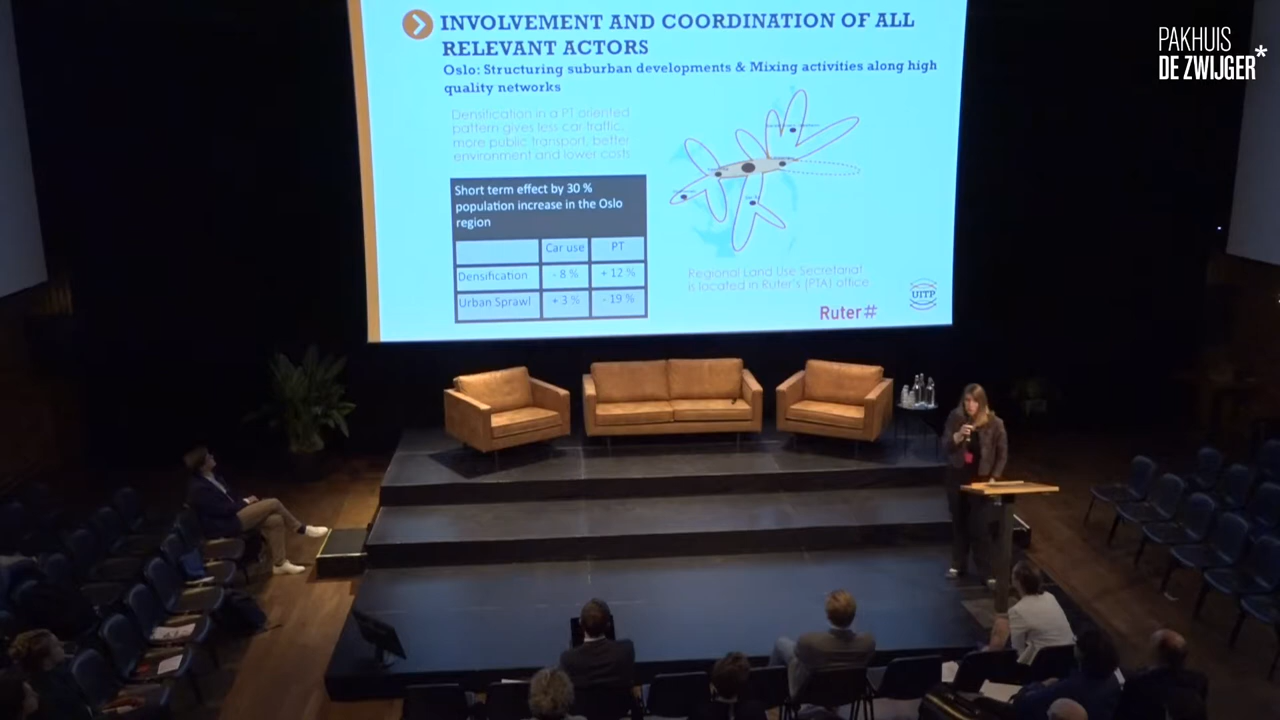 INVOLVEMENT AND COORDINATION OF ALL
RELEVANT ACTORS
Oslo: Structuring suburban developments & Mixing activities along high
quality networks
Densification in a PT oriented
pattern gives less car traffic,
more public transport, better
environment and lower costs
Short term effect by 30 %
population increase in the Oslo
region
Car use PT
Densification - 8 % + 12 %
Urban Sprawl + 3 % - 19 %
Regional Land Use Secretariat
is located in Ruter's (PTA) office
Ruter#
UITP
PAKHUIS
DE ZWIJGER*